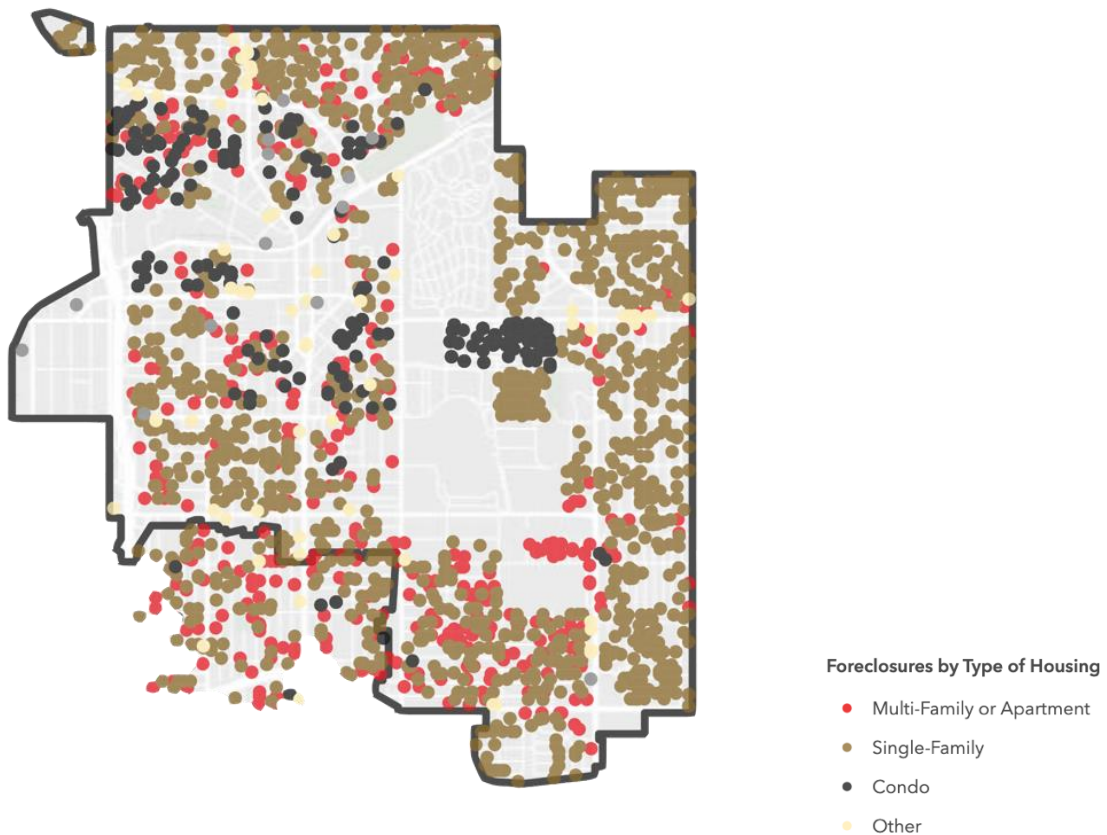 Foreclosures by Type of Housing
Multi-Family or Apartment
Single-Family
Condo
Other